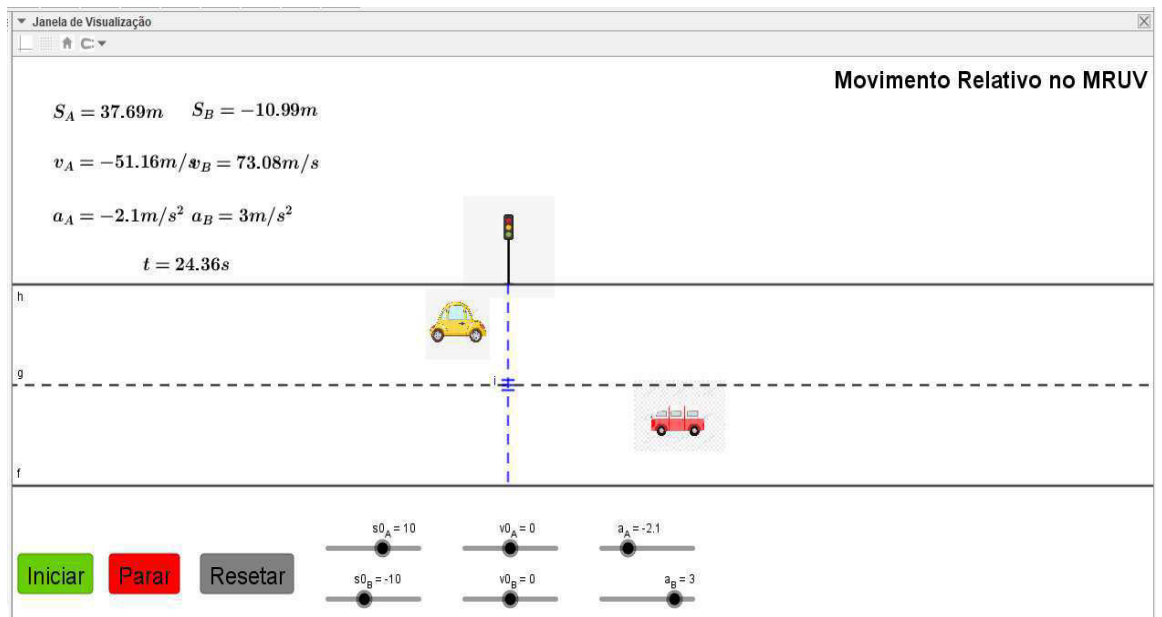 Janela de Visualização
Movimento Relativo no MRUV
S_A = 37.69m S_B = −10.99m
v_A = −51.16m/s v_B = 73.08m/s
a_A = −2.1m/s² a_B = 3m/s²
t = 24.36s
h
g
i
f
s0_A = 10 v0_A = 0 a_A = -2.1
Iniciar Parar Resetar
s0_B = -10 v0_B = 0 a_B = 3